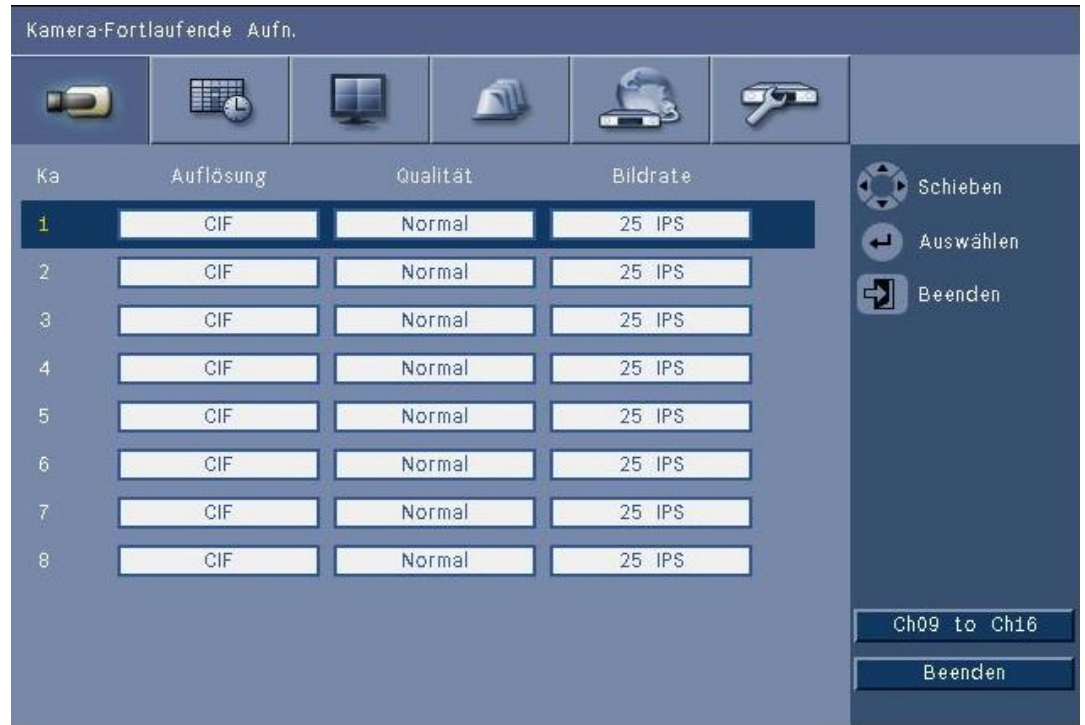 Kamera-Fortlaufende Aufn.
Ka Auflösung Qualität Bildrate
1 CIF Normal 25 IPS
2 CIF Normal 25 IPS
3 CIF Normal 25 IPS
4 CIF Normal 25 IPS
5 CIF Normal 25 IPS
6 CIF Normal 25 IPS
7 CIF Normal 25 IPS
8 CIF Normal 25 IPS
Schieben
Auswählen
Beenden
Ch09 to Ch16
Beenden